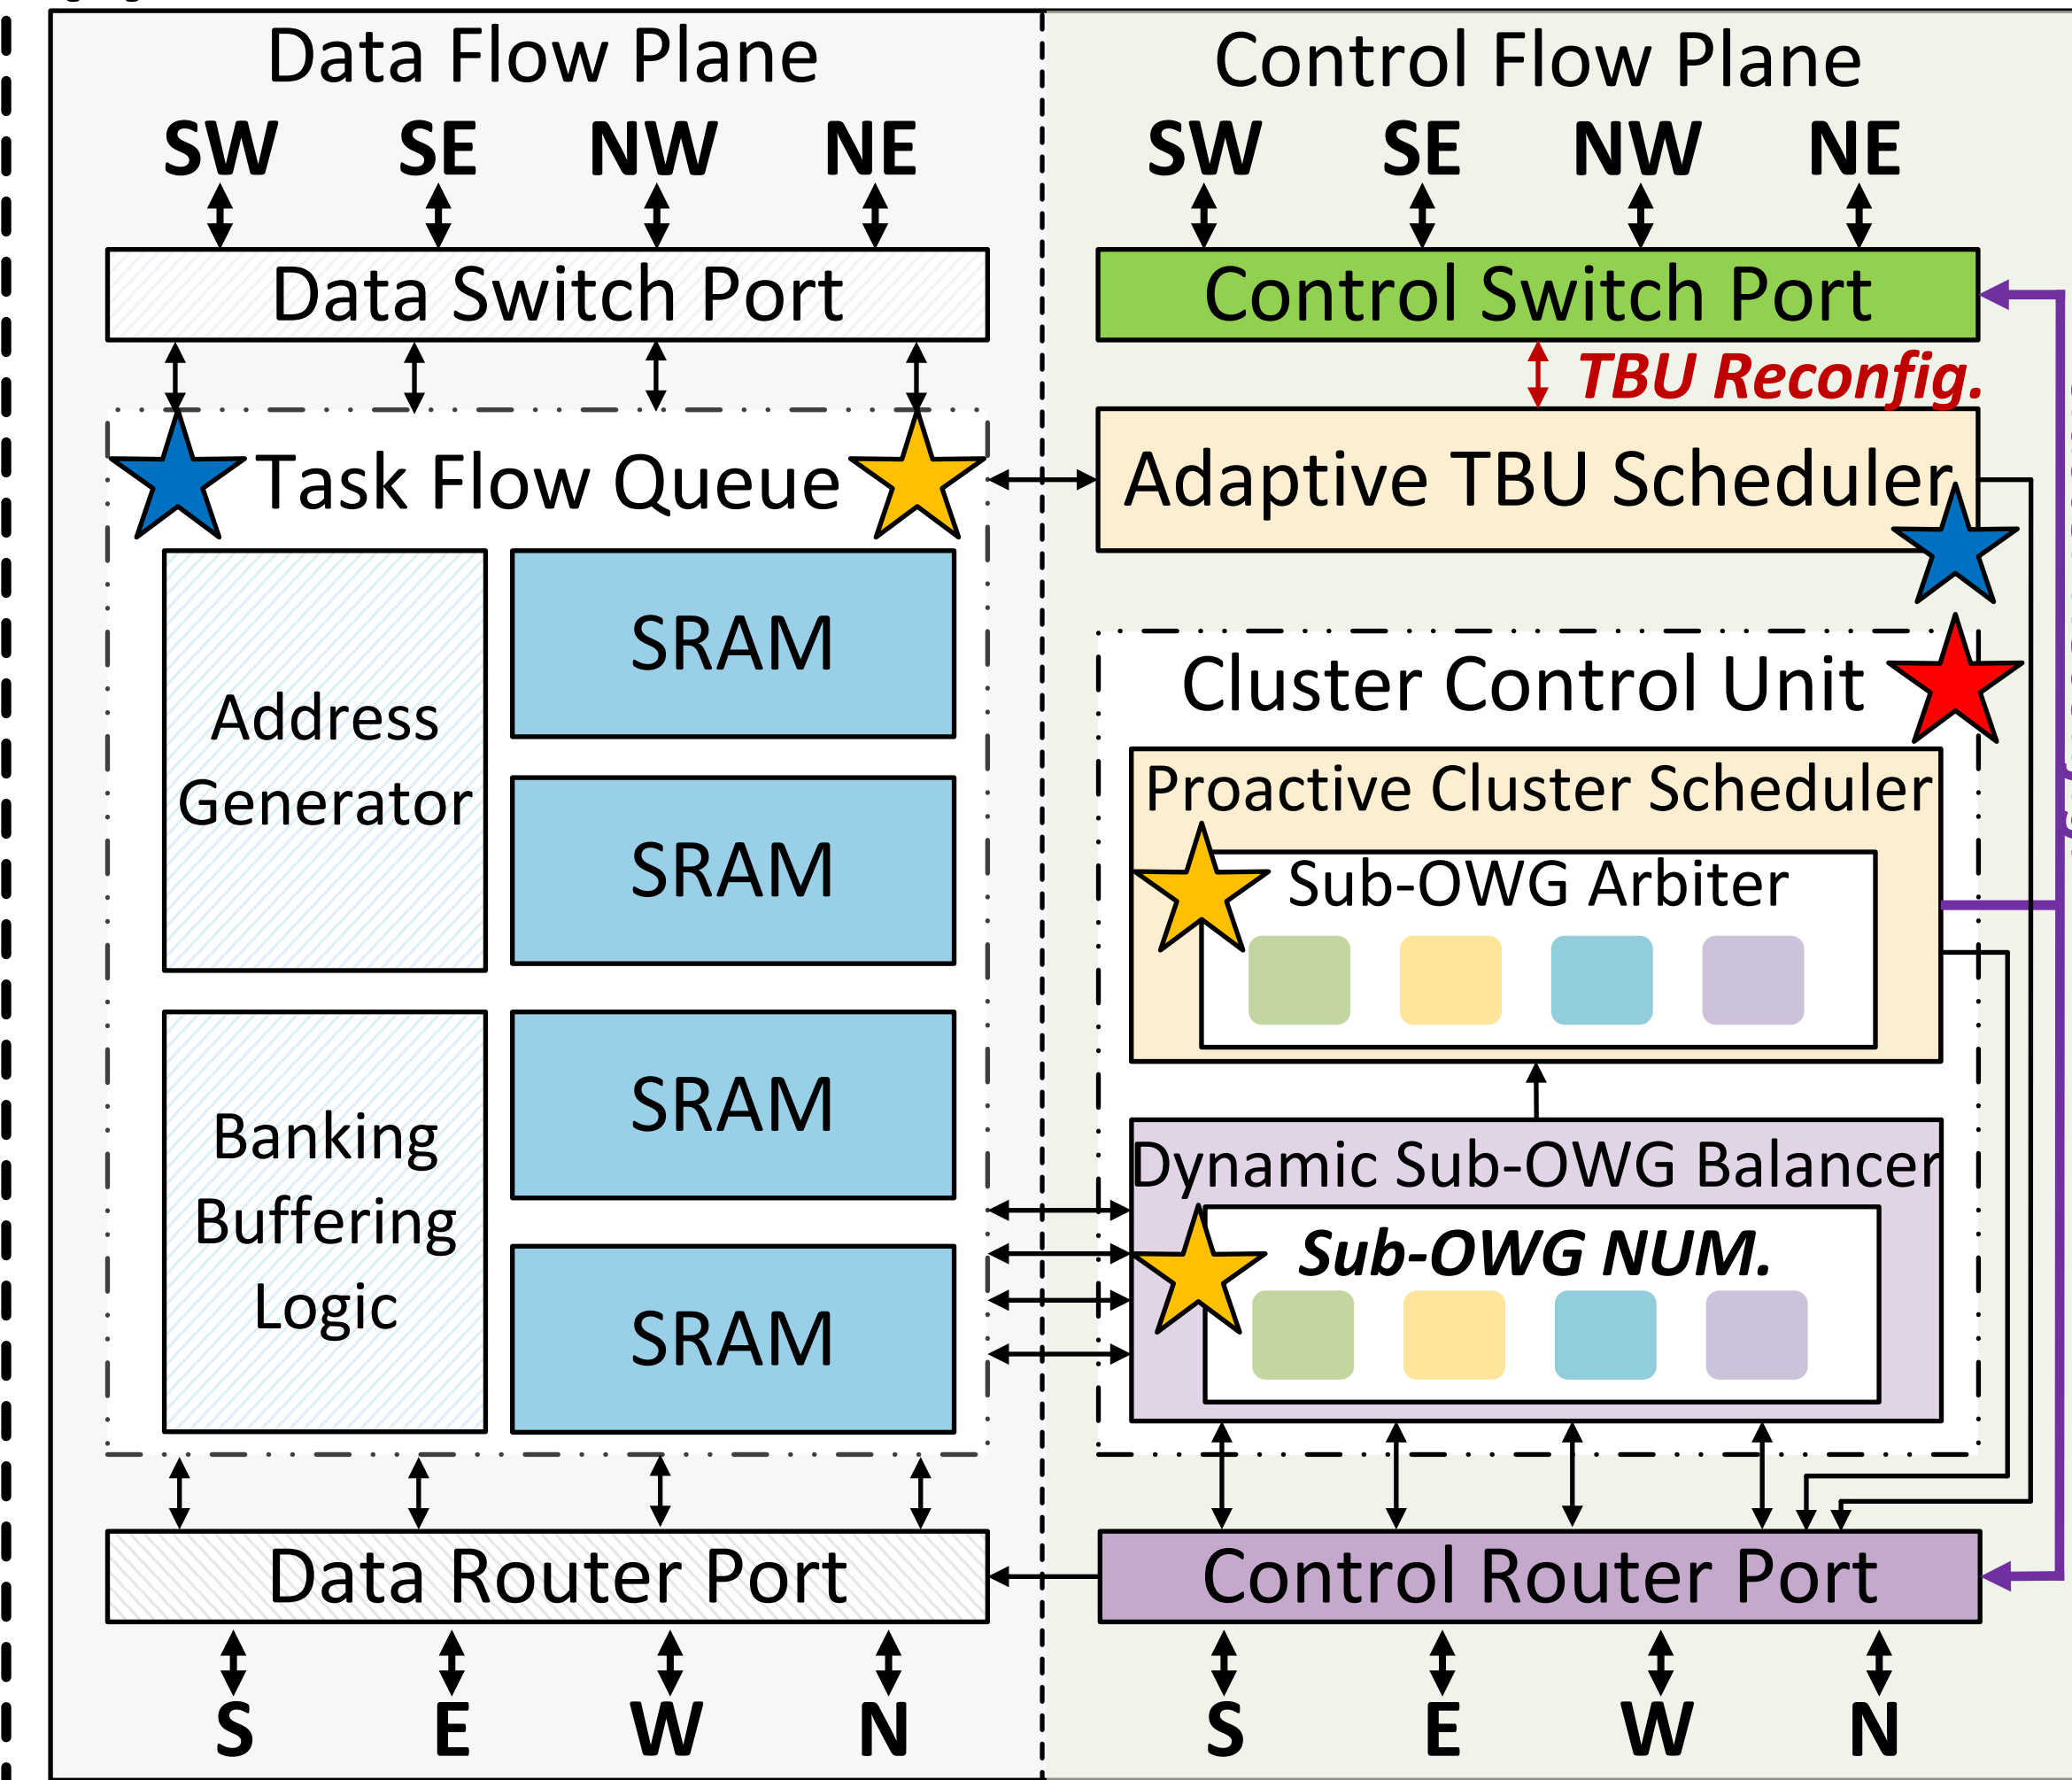 Data Flow Plane
SW SE NW NE
Data Switch Port
Task Flow Queue
Address
Generator
SRAM
SRAM
Banking
Buffering
Logic
SRAM
SRAM
Data Router Port
S E W N
Control Flow Plane
SW SE NW NE
Control Switch Port
TBU Reconfig.
Adaptive TBU Scheduler
Cluster Control Unit
Proactive Cluster Scheduler
Sub-OWG Arbiter
Dynamic Sub-OWG Balancer
Sub-OWG NUM.
Control Router Port
S E W N